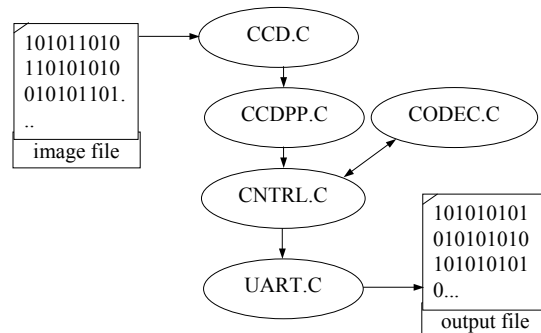 101011010
110101010
010101101.
..
image file
CCD.C
CCDPP.C
CODEC.C
CNTRL.C
UART.C
101010101
010101010
101010101
0...
output file